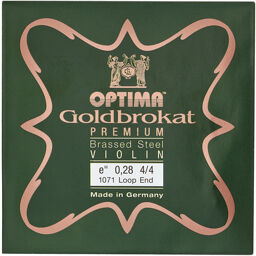 OPTIMA
Goldbrokat
PREMIUM
Brassed Steel
VIOLIN
e" 0,28 4/4
1071 Loop End
Made in Germany